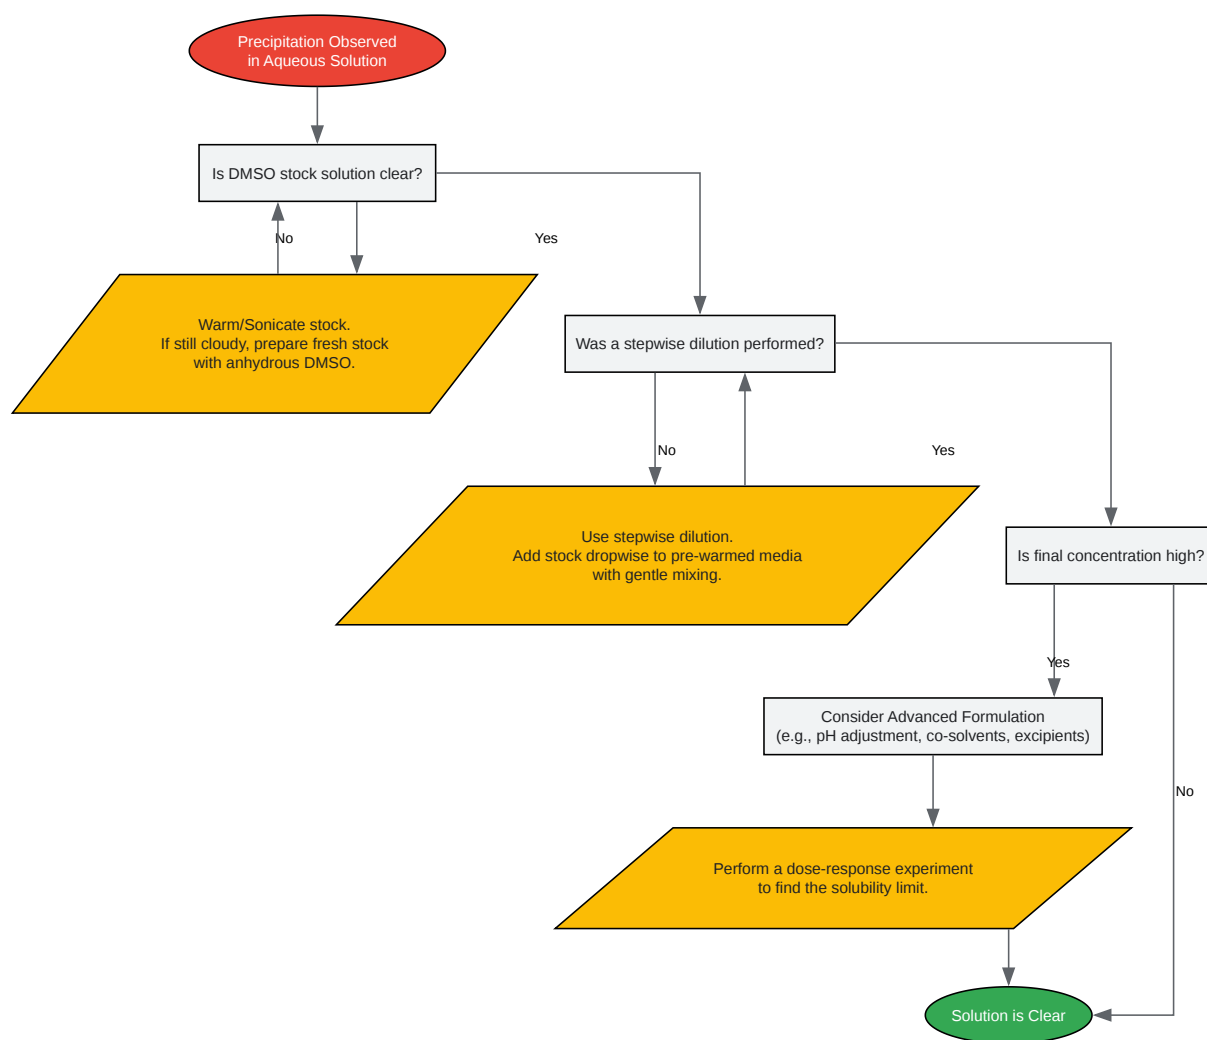 Precipitation Observed
in Aqueous Solution
Is DMSO stock solution clear?
No
Yes
Warm/Sonicate stock.
If still cloudy, prepare fresh stock
with anhydrous DMSO.
Was a stepwise dilution performed?
No
Yes
Use stepwise dilution.
Add stock dropwise to pre-warmed media
with gentle mixing.
Is final concentration high?
Yes
Consider Advanced Formulation
(e.g., pH adjustment, co-solvents, excipients)
No
Perform a dose-response experiment
to find the solubility limit.
Solution is Clear